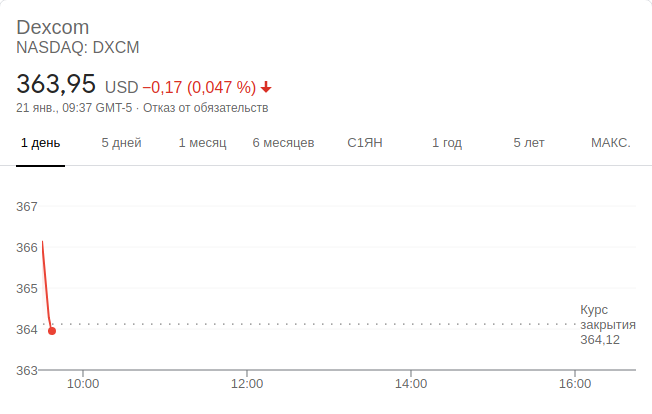 Dexcom
NASDAQ: DXCM
363,95 USD −0,17 (0,047 %)
21 янв., 09:37 GMT-5 · Отказ от обязательств
1 день 5 дней 1 месяц 6 месяцев С1ЯН 1 год 5 лет МАКС.
367
366
365
364
363
Курс
закрытия
364,12
10:00 12:00 14:00 16:00